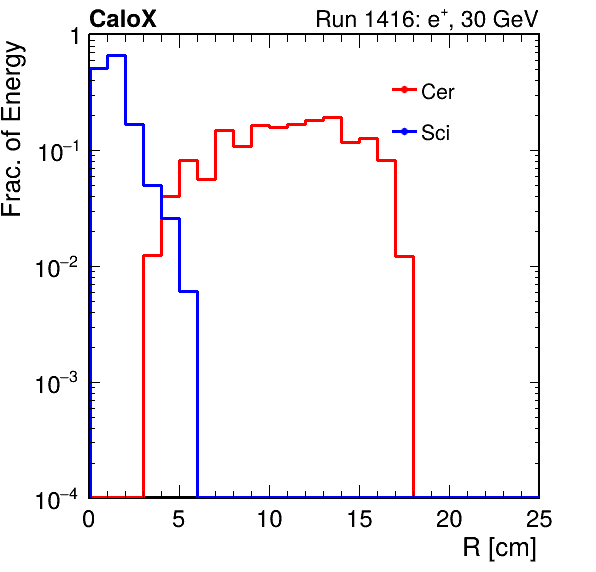 CaloX Run 1416: e⁺, 30 GeV
Frac. of Energy
1
10⁻¹
10⁻²
10⁻³
10⁻⁴
Cer
Sci
0 5 10 15 20 25
R [cm]